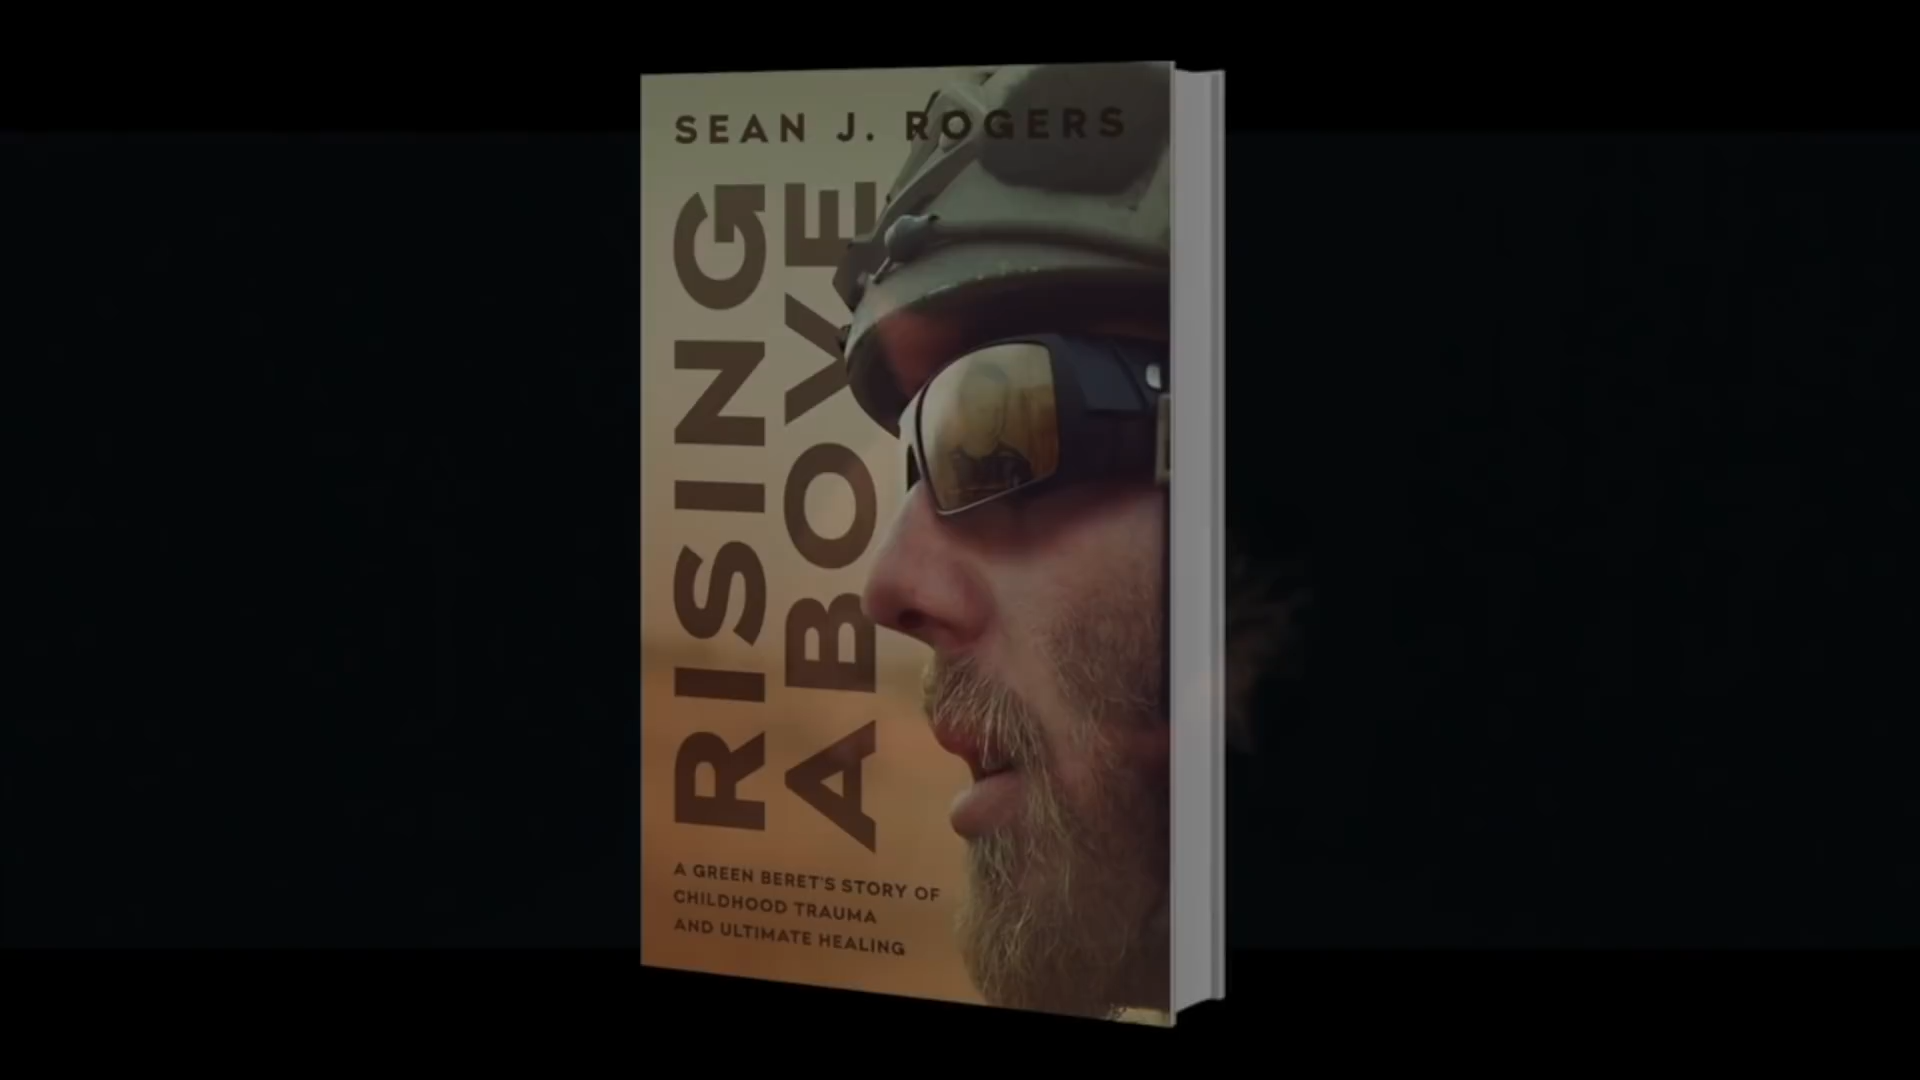 SEAN J. ROGERS
RISING
ABOVE
A GREEN BERET'S STORY OF
CHILDHOOD TRAUMA
AND ULTIMATE HEALING